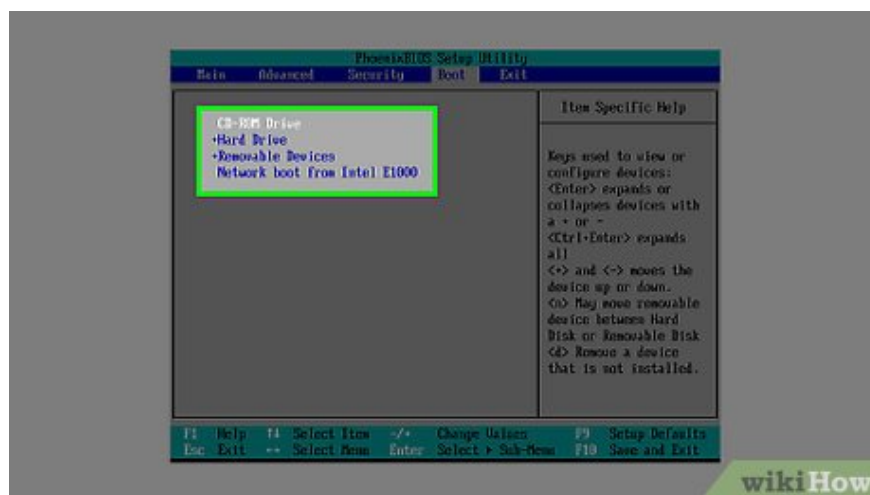 PhoenixBIOS Setup Utility
Main Advanced Security Boot Exit
CD-ROM Drive
+Hard Drive
+Removable Devices
Network boot from Intel E1000
Item Specific Help
Keys used to view or
configure devices:
<Enter> expands or
collapses devices with
a + or -
<Ctrl+Enter> expands
all
<+> and <-> moves the
device up or down.
<n> May move removable
device between Hard
Disk or Removable Disk
<d> Remove a device
that is not installed.
F1 Help ↑↓ Select Item -/+ Change Values F9 Setup Defaults
Esc Exit ↔ Select Menu Enter Select ▸ Sub-Menu F10 Save and Exit
wikiHow